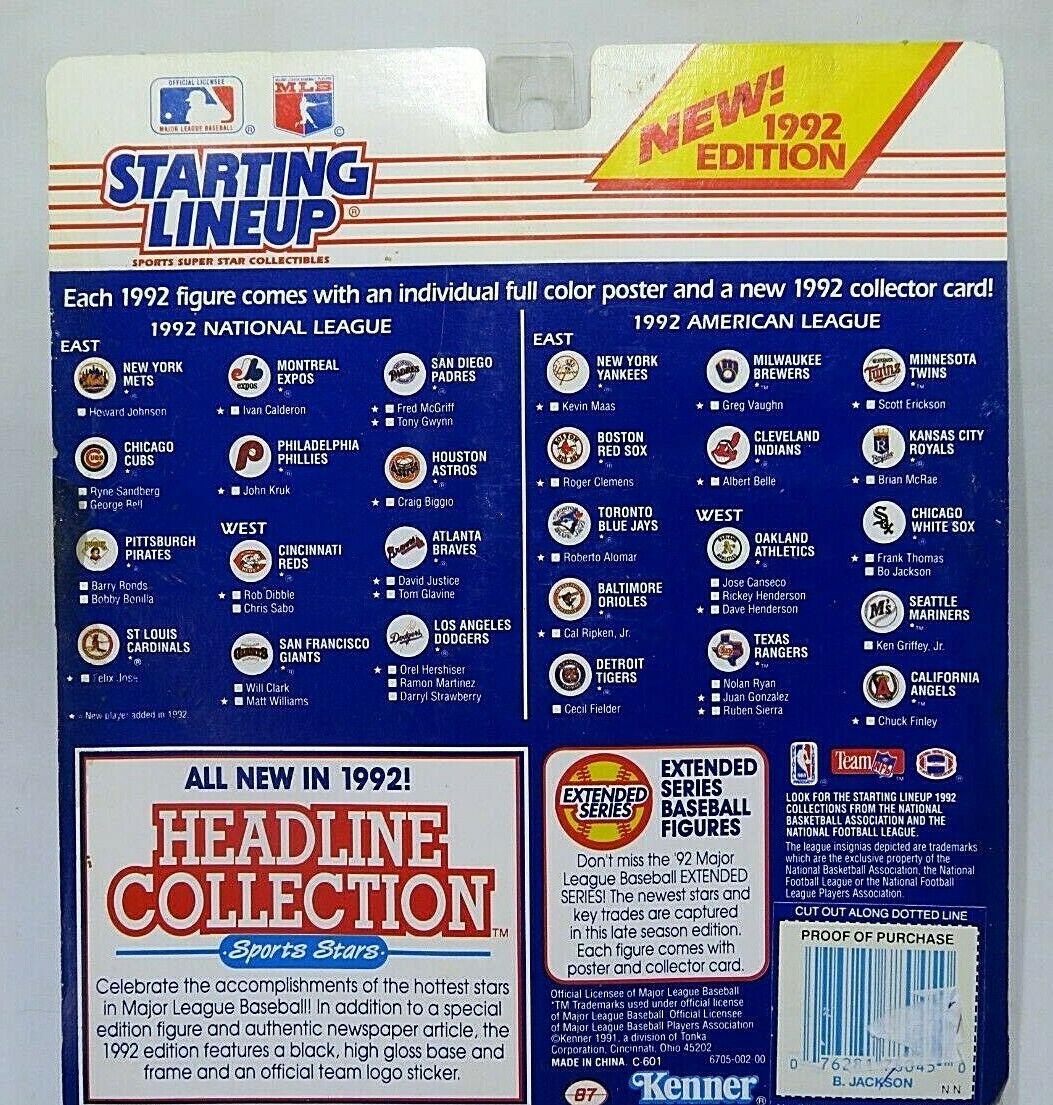 OFFICIAL LICENSEE
MAJOR LEAGUE BASEBALL ®
MLB
©
STARTING
LINEUP ®
SPORTS SUPER STAR COLLECTIBLES
NEW!
1992
EDITION
Each 1992 figure comes with an individual full color poster and a new 1992 collector card!
1992 NATIONAL LEAGUE
EAST
NEW YORK
METS
Howard Johnson
CHICAGO
CUBS
Ryne Sandberg
George Bell
PITTSBURGH
PIRATES
Barry Bonds
Bobby Bonilla
ST LOUIS
CARDINALS
★ Felix Jose
★ = New player added in 1992
MONTREAL
EXPOS
★ Ivan Calderon
PHILADELPHIA
PHILLIES
★ John Kruk
WEST
CINCINNATI
REDS
★ Rob Dibble
Chris Sabo
SAN FRANCISCO
GIANTS
Will Clark
★ Matt Williams
SAN DIEGO
PADRES
★ Fred McGriff
★ Tony Gwynn
HOUSTON
ASTROS
★ Craig Biggio
ATLANTA
BRAVES
★ David Justice
★ Tom Glavine
LOS ANGELES
DODGERS
★ Orel Hershiser
Ramon Martinez
Darryl Strawberry
1992 AMERICAN LEAGUE
EAST
NEW YORK
YANKEES
★ Kevin Maas
BOSTON
RED SOX
★ Roger Clemens
TORONTO
BLUE JAYS
★ Roberto Alomar
BALTIMORE
ORIOLES
★ Cal Ripken, Jr.
DETROIT
TIGERS
Cecil Fielder
MILWAUKEE
BREWERS
★ Greg Vaughn
CLEVELAND
INDIANS
★ Albert Belle
WEST
OAKLAND
ATHLETICS
Jose Canseco
Rickey Henderson
★ Dave Henderson
TEXAS
RANGERS
Nolan Ryan
★ Juan Gonzalez
★ Ruben Sierra
MINNESOTA
TWINS
★ Scott Erickson
KANSAS CITY
ROYALS
★ Brian McRae
CHICAGO
WHITE SOX
★ Frank Thomas
Bo Jackson
SEATTLE
MARINERS
Ken Griffey, Jr.
CALIFORNIA
ANGELS
★ Chuck Finley
ALL NEW IN 1992!
HEADLINE
COLLECTION™
Sports Stars
Celebrate the accomplishments of the hottest stars
in Major League Baseball! In addition to a special
edition figure and authentic newspaper article, the
1992 edition features a black, high gloss base and
frame and an official team logo sticker.
EXTENDED
SERIES
EXTENDED
SERIES
BASEBALL
FIGURES
Don't miss the '92 Major
League Baseball EXTENDED
SERIES! The newest stars and
key trades are captured
in this late season edition.
Each figure comes with
poster and collector card.
Official Licensee of Major League Baseball
*TM Trademarks used under official license
of Major League Baseball. Official Licensee
of Major League Baseball Players Association
©Kenner 1991, a division of Tonka
Corporation, Cincinnati, Ohio 45202
MADE IN CHINA. C-601 6705-002 00
87 Kenner ®
Team NFL
LOOK FOR THE STARTING LINEUP 1992
COLLECTIONS FROM THE NATIONAL
BASKETBALL ASSOCIATION AND THE
NATIONAL FOOTBALL LEAGUE.
The league insignias depicted are trademarks
which are the exclusive property of the
National Basketball Association, the National
Football League or the National Football
League Players Association.
CUT OUT ALONG DOTTED LINE
PROOF OF PURCHASE
B. JACKSON
N N